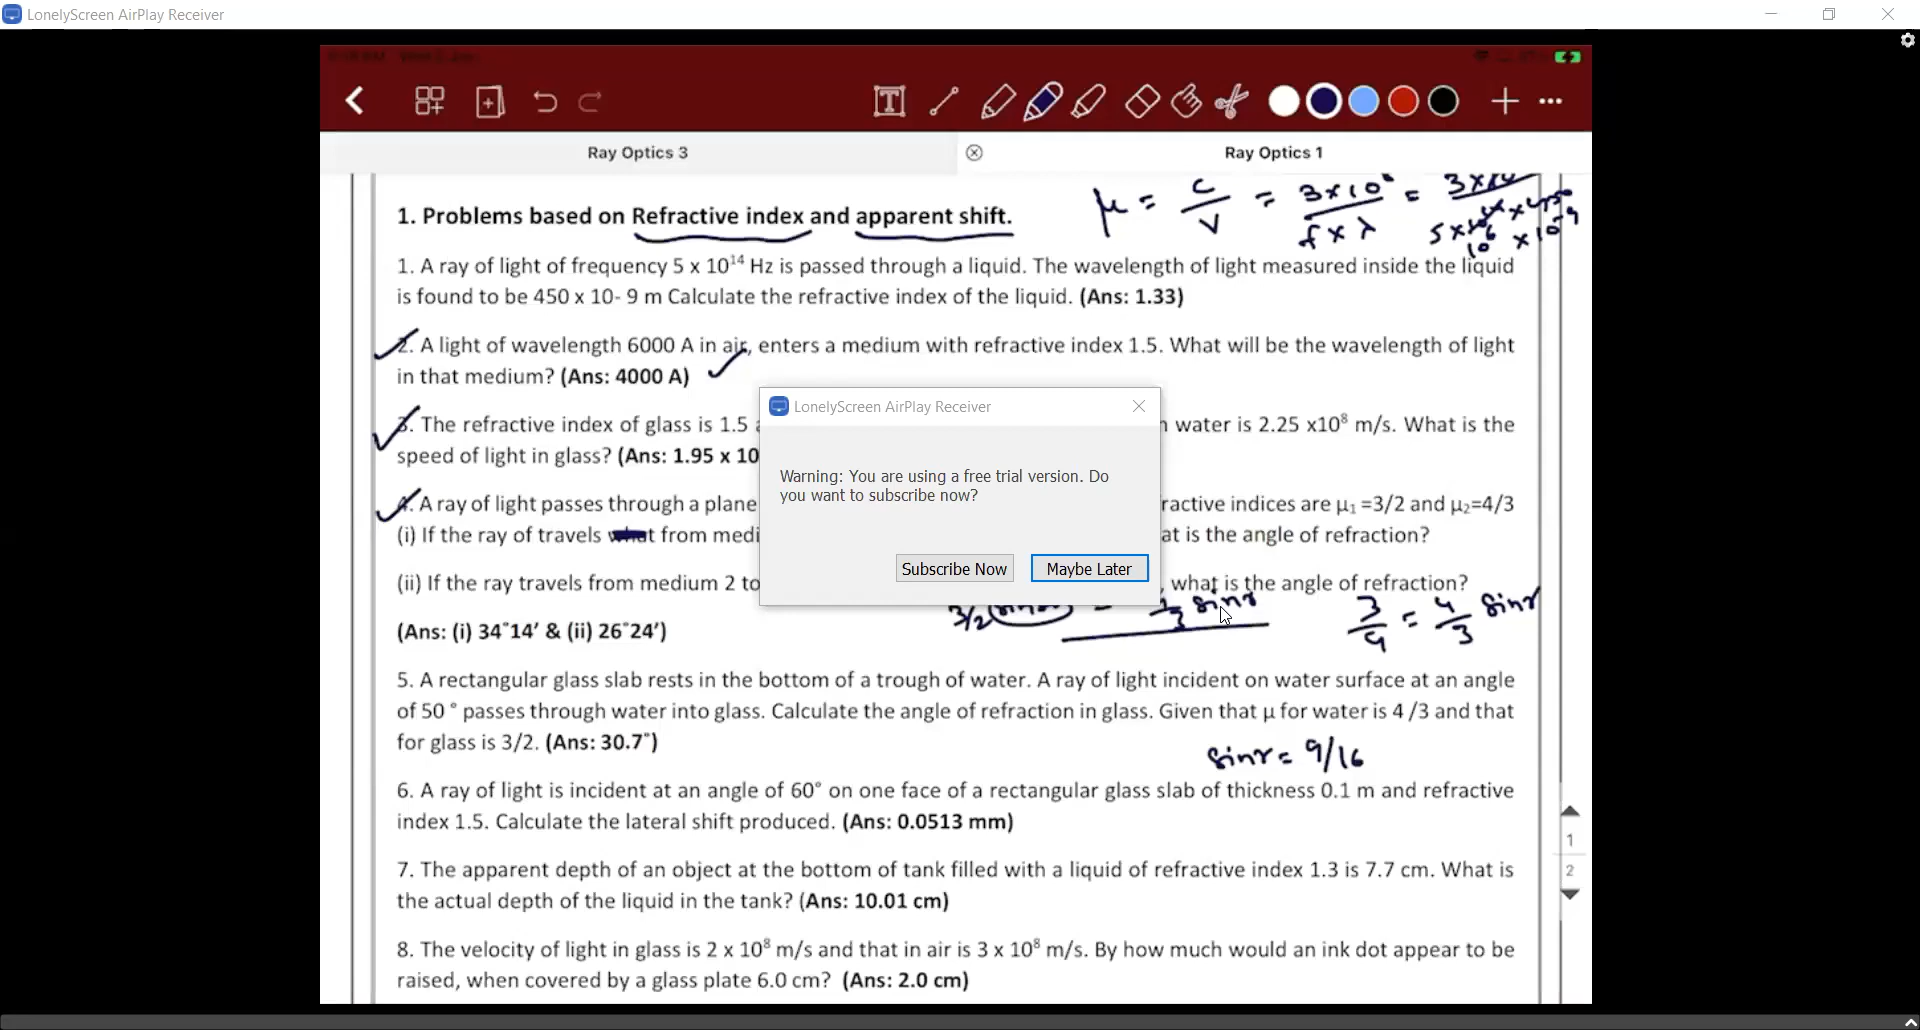 LonelyScreen AirPlay Receiver
Ray Optics 3
Ray Optics 1
1. Problems based on Refractive index and apparent shift.
μ = c/v = 3×10⁸/f×λ =
1. A ray of light of frequency 5 x 10¹⁴ Hz is passed through a liquid. The wavelength of light measured inside the liquid
is found to be 450 x 10- 9 m Calculate the refractive index of the liquid. (Ans: 1.33)
2. A light of wavelength 6000 A in air, enters a medium with refractive index 1.5. What will be the wavelength of light
in that medium? (Ans: 4000 A)
3. The refractive index of glass is 1.5
water is 2.25 x10⁸ m/s. What is the
speed of light in glass? (Ans: 1.95 x 10
4. A ray of light passes through a plane
ractive indices are μ₁ =3/2 and μ₂=4/3
(i) If the ray of travels from medi
at is the angle of refraction?
(ii) If the ray travels from medium 2 to
, what is the angle of refraction?
LonelyScreen AirPlay Receiver
Warning: You are using a free trial version. Do
you want to subscribe now?
Subscribe Now
Maybe Later
3/4 = 4/3 sinr
(Ans: (i) 34°14′ & (ii) 26°24′)
5. A rectangular glass slab rests in the bottom of a trough of water. A ray of light incident on water surface at an angle
of 50 ° passes through water into glass. Calculate the angle of refraction in glass. Given that μ for water is 4 /3 and that
for glass is 3/2. (Ans: 30.7°)
sinr = 9/16
6. A ray of light is incident at an angle of 60° on one face of a rectangular glass slab of thickness 0.1 m and refractive
index 1.5. Calculate the lateral shift produced. (Ans: 0.0513 mm)
7. The apparent depth of an object at the bottom of tank filled with a liquid of refractive index 1.3 is 7.7 cm. What is
the actual depth of the liquid in the tank? (Ans: 10.01 cm)
8. The velocity of light in glass is 2 x 10⁸ m/s and that in air is 3 x 10⁸ m/s. By how much would an ink dot appear to be
raised, when covered by a glass plate 6.0 cm? (Ans: 2.0 cm)
1
2